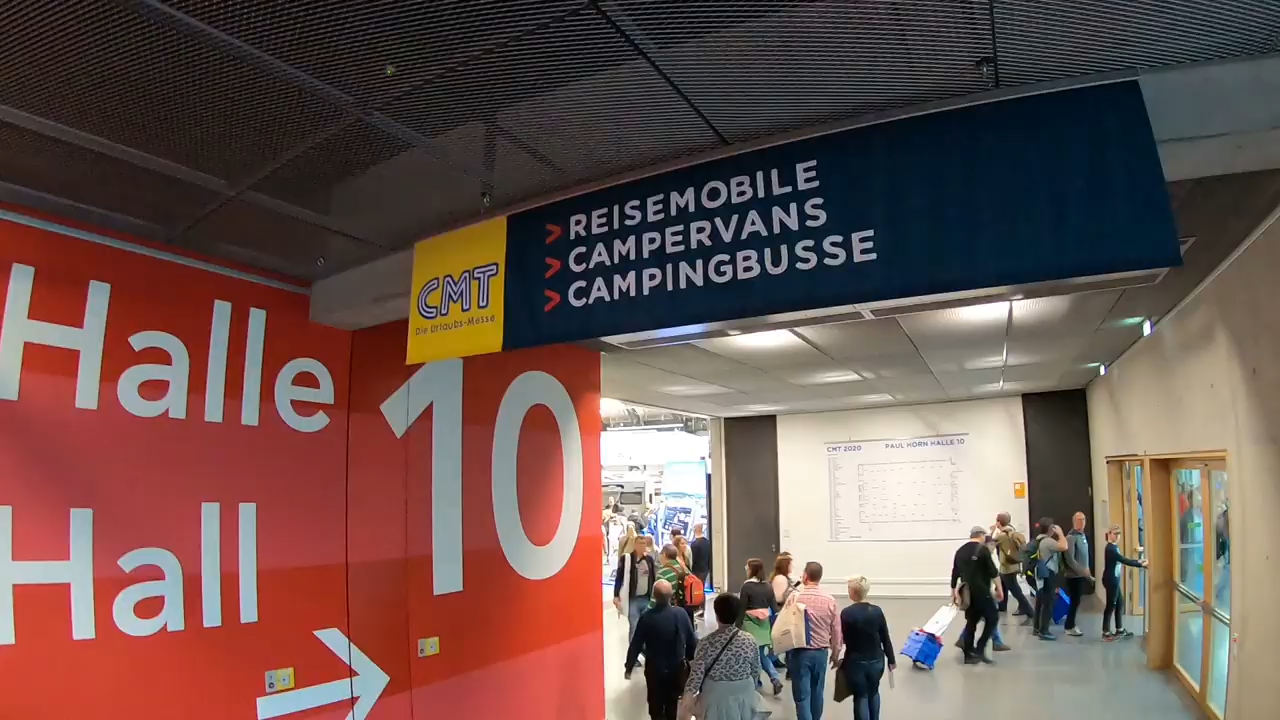 Halle 10
Hall
CMT
Die Urlaubs-Messe
> REISEMOBILE
> CAMPERVANS
> CAMPINGBUSSE
CMT 2020
PAUL HORN HALLE 10